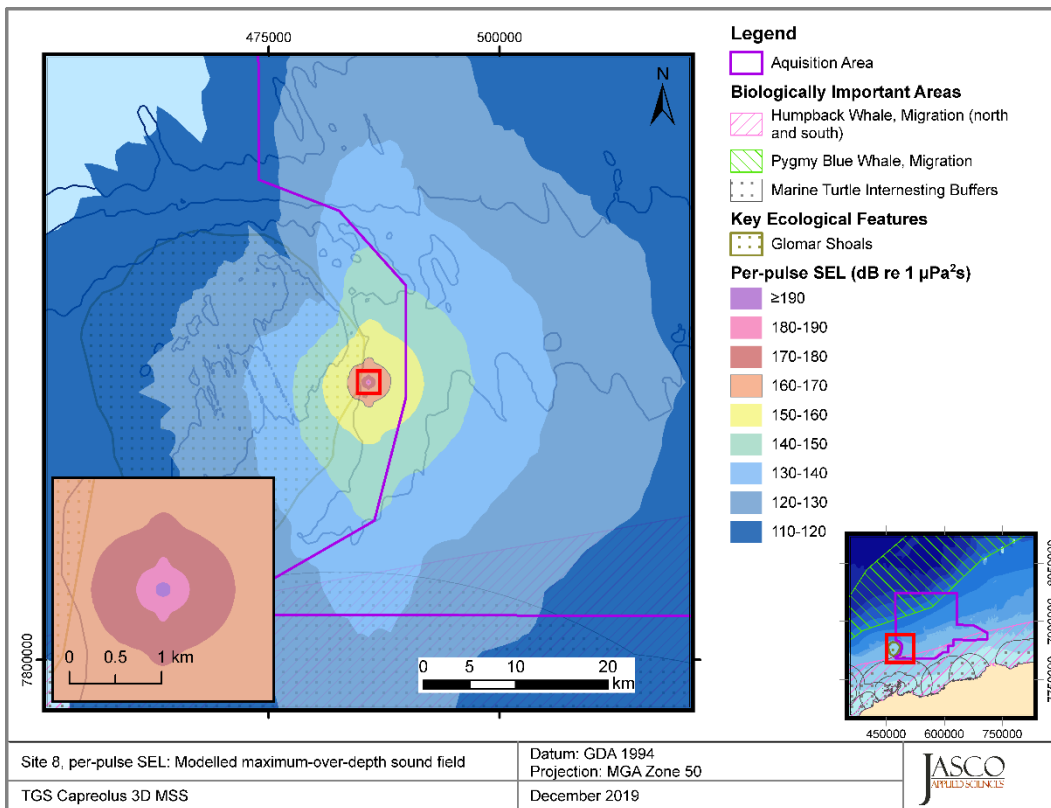 475000
500000
7800000
N
0 0.5 1 km
0 5 10 20
km
Legend
Aquisition Area
Biologically Important Areas
Humpback Whale, Migration (north
and south)
Pygmy Blue Whale, Migration
Marine Turtle Internesting Buffers
Key Ecological Features
Glomar Shoals
Per-pulse SEL (dB re 1 µPa²s)
≥190
180-190
170-180
160-170
150-160
140-150
130-140
120-130
110-120
450000 600000 750000
7750000
Site 8, per-pulse SEL: Modelled maximum-over-depth sound field
Datum: GDA 1994
Projection: MGA Zone 50
TGS Capreolus 3D MSS
December 2019
JASCO
APPLIED SCIENCES